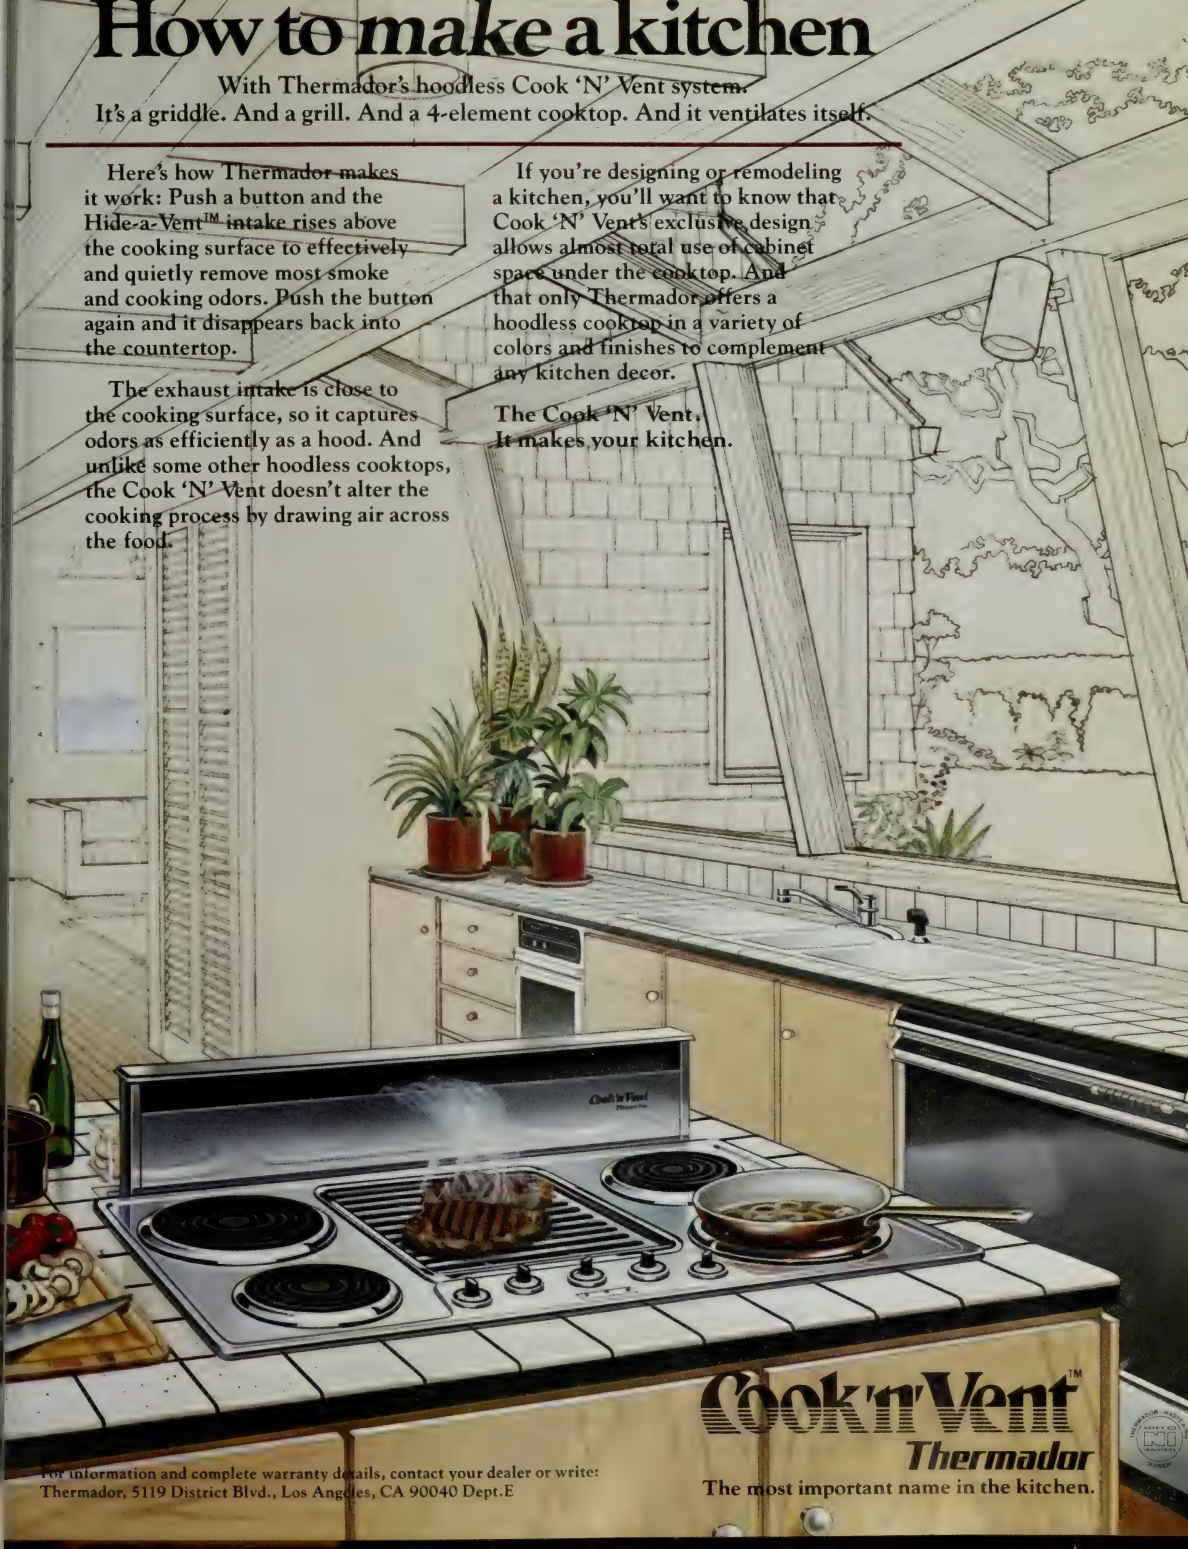 How to make a kitchen
With Thermador's hoodless Cook 'N' Vent system.
It's a griddle. And a grill. And a 4-element cooktop. And it ventilates itself.
Here's how Thermador makes
it work: Push a button and the
Hide-a-Vent™ intake rises above
the cooking surface to effectively
and quietly remove most smoke
and cooking odors. Push the button
again and it disappears back into
the countertop.
The exhaust intake is close to
the cooking surface, so it captures
odors as efficiently as a hood. And
unlike some other hoodless cooktops,
the Cook 'N' Vent doesn't alter the
cooking process by drawing air across
the food.
If you're designing or remodeling
a kitchen, you'll want to know that
Cook 'N' Vent's exclusive design
allows almost total use of cabinet
space under the cooktop. And
that only Thermador offers a
hoodless cooktop in a variety of
colors and finishes to complement
any kitchen decor.
The Cook 'N' Vent.
It makes your kitchen.
Cook'n'Vent
Thermador
Cook'n'Vent™
Thermador
The most important name in the kitchen.
THERMADOR WASTE KING
NORRIS
NI
INDUSTRIES
DIVISION
For information and complete warranty details, contact your dealer or write:
Thermador, 5119 District Blvd., Los Angeles, CA 90040 Dept.E